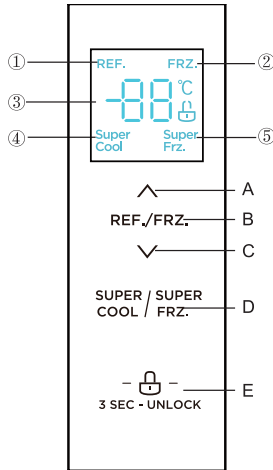 ① REF. FRZ. ②
③ -88 °C
④ Super Cool Super Frz. ⑤
A
REF./FRZ. B
C
SUPER COOL / SUPER FRZ. D
3 SEC - UNLOCK E